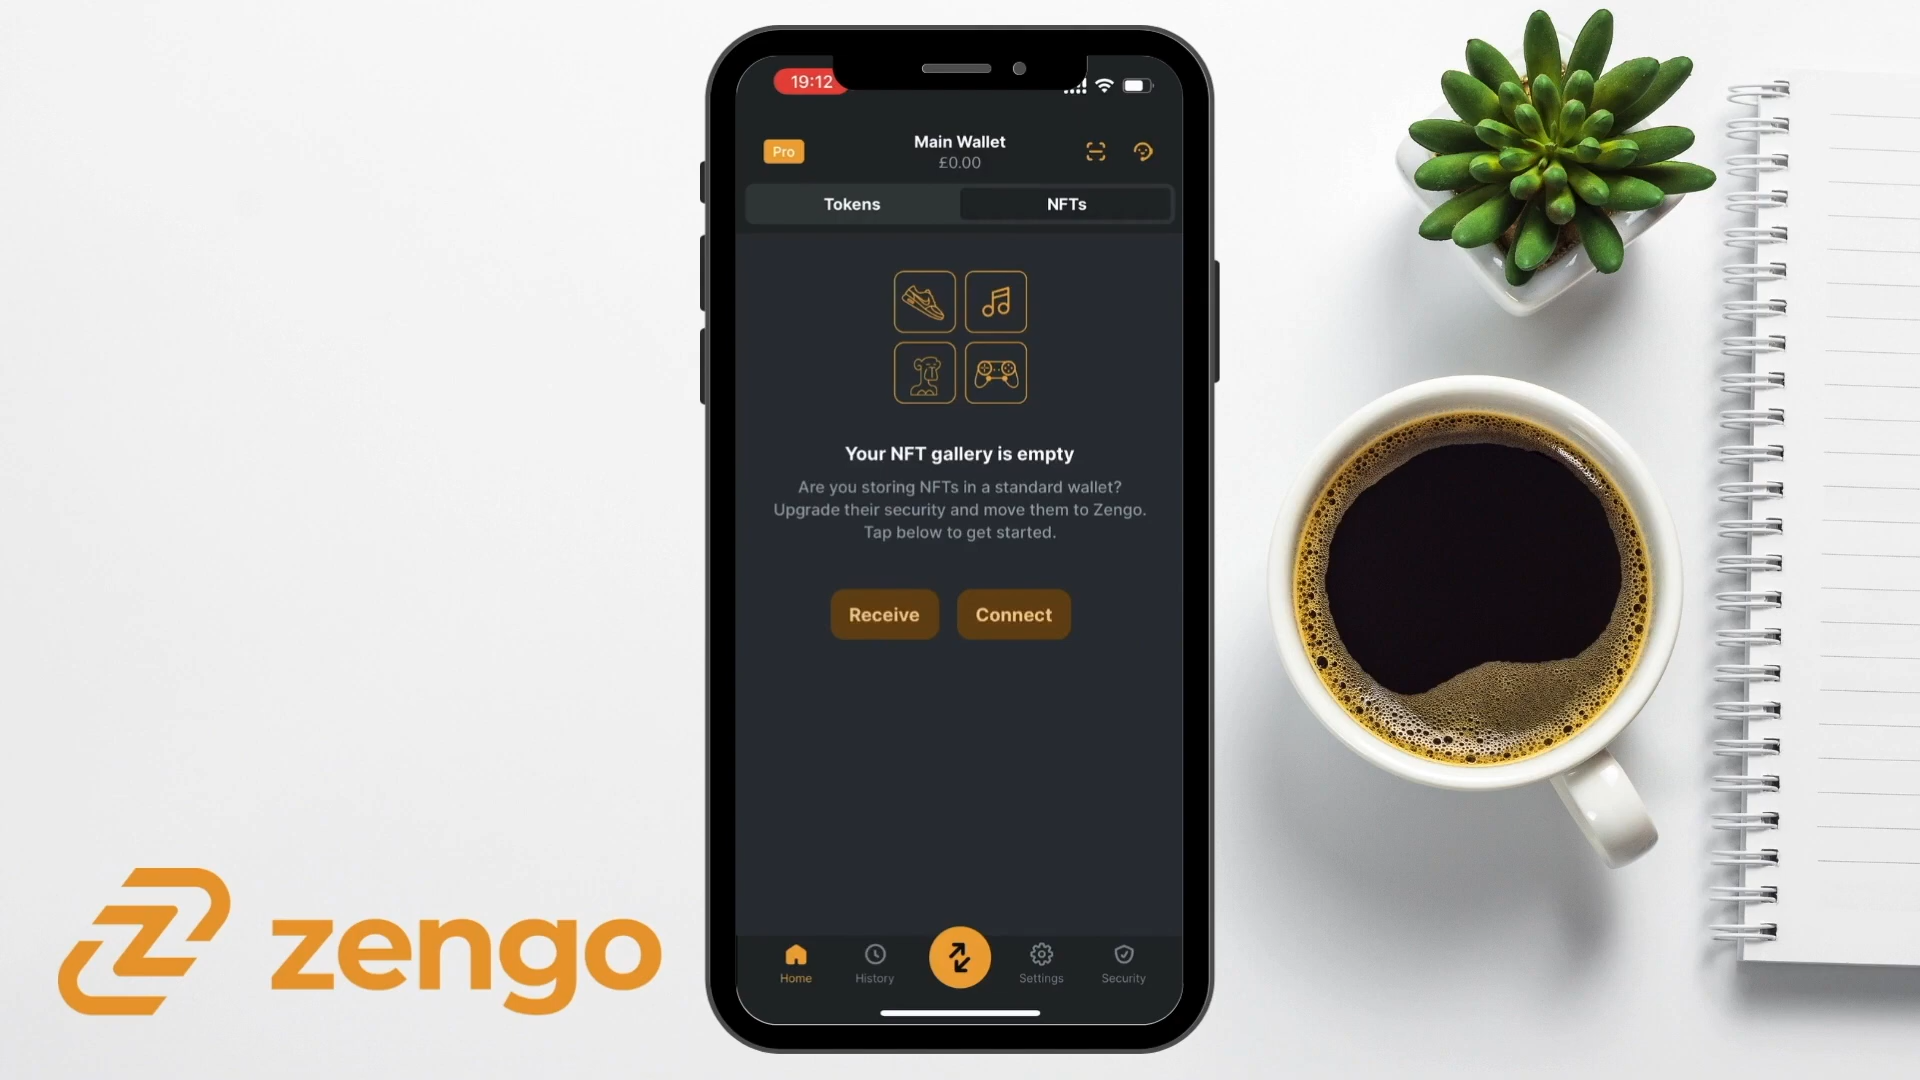 19:12
Pro
Main Wallet
£0.00
Tokens
NFTs
Your NFT gallery is empty
Are you storing NFTs in a standard wallet?
Upgrade their security and move them to Zengo.
Tap below to get started.
Receive
Connect
Home
History
Settings
Security
zengo